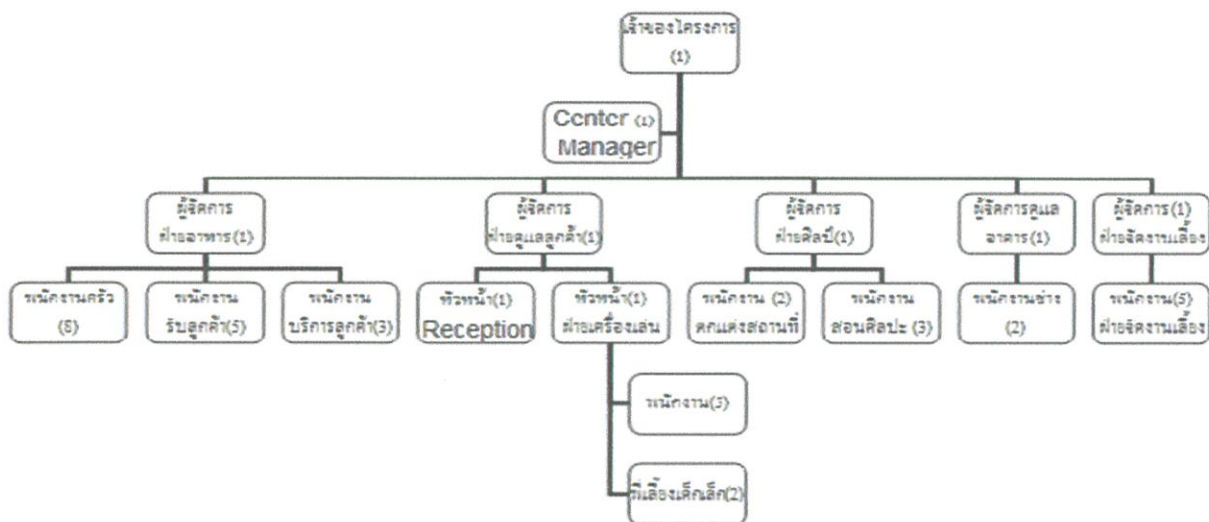 เจ้าของโครงการ
(1)
Center (1)
Manager
ผู้จัดการ
ฝ่ายอาหาร(1)
ผู้จัดการ
ฝ่ายดูแลลูกค้า(1)
ผู้จัดการ
ฝ่ายศิลป์(1)
ผู้จัดการดูแล
อาคาร(1)
ผู้จัดการ(1)
ฝ่ายจัดงานเลี้ยง
พนักงานครัว
(8)
พนักงาน
รับลูกค้า(5)
พนักงาน
บริการลูกค้า(3)
หัวหน้า(1)
Reception
หัวหน้า(1)
ฝ่ายเครื่องเล่น
พนักงาน (2)
ตกแต่งสถานที่
พนักงาน
สอนศิลปะ (3)
พนักงานช่าง
(2)
พนักงาน(5)
ฝ่ายจัดงานเลี้ยง
พนักงาน(5)
พี่เลี้ยงเด็กเล็ก(2)